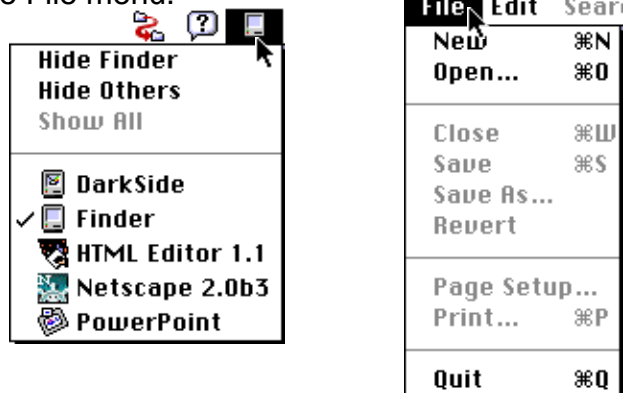 File menu.
Hide Finder
Hide Others
Show All
DarkSide
✓ Finder
HTML Editor 1.1
Netscape 2.0b3
PowerPoint
File Edit
New ⌘N
Open... ⌘O
Close ⌘W
Save ⌘S
Save As...
Revert
Page Setup...
Print... ⌘P
Quit ⌘Q